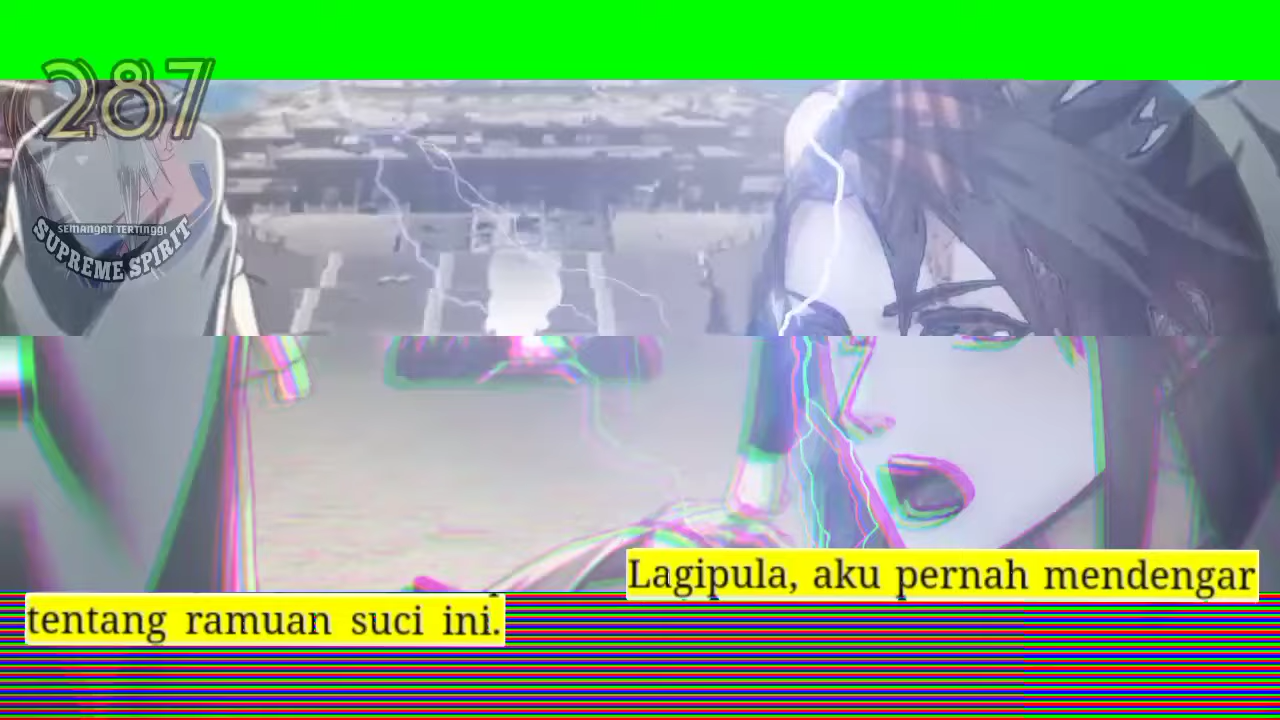 287
SEMANGAT TERTINGGI
SUPREME SPIRIT
Lagipula, aku pernah mendengar
tentang ramuan suci ini.